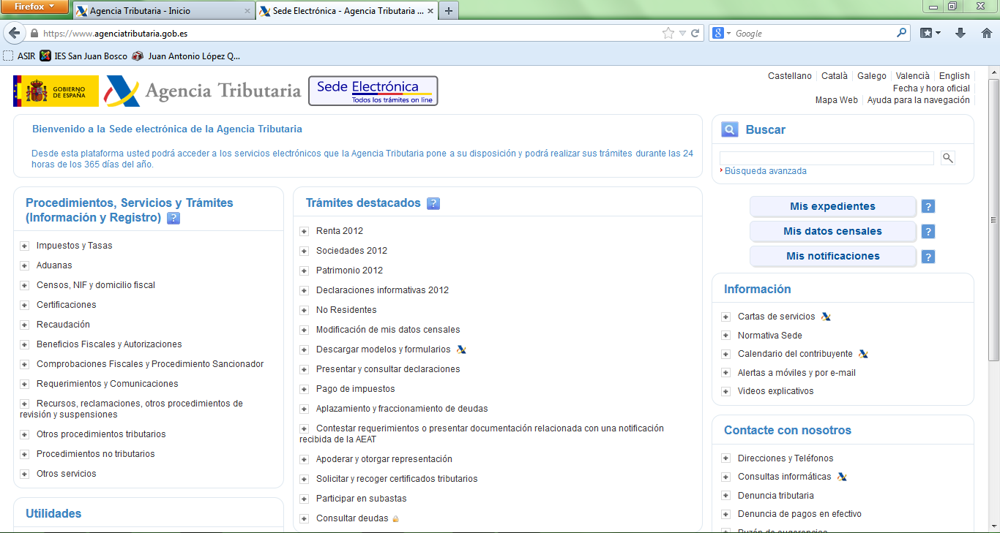 Firefox
Agencia Tributaria - Inicio
Sede Electrónica - Agencia Tributaria ...
https://www.agenciatributaria.gob.es
Google
ASIR
IES San Juan Bosco
Juan Antonio López Q...
GOBIERNO
DE ESPAÑA
Agencia Tributaria
Sede Electrónica
Todos los trámites on line
Castellano Català Galego Valencià English
Fecha y hora oficial
Mapa Web Ayuda para la navegación
Bienvenido a la Sede electrónica de la Agencia Tributaria
Desde esta plataforma usted podrá acceder a los servicios electrónicos que la Agencia Tributaria pone a su disposición y podrá realizar sus trámites durante las 24
horas de los 365 días del año.
Buscar
Búsqueda avanzada
Procedimientos, Servicios y Trámites
(Información y Registro) ?
Impuestos y Tasas
Aduanas
Censos, NIF y domicilio fiscal
Certificaciones
Recaudación
Beneficios Fiscales y Autorizaciones
Comprobaciones Fiscales y Procedimiento Sancionador
Requerimientos y Comunicaciones
Recursos, reclamaciones, otros procedimientos de
revisión y suspensiones
Otros procedimientos tributarios
Procedimientos no tributarios
Otros servicios
Utilidades
Trámites destacados ?
Renta 2012
Sociedades 2012
Patrimonio 2012
Declaraciones informativas 2012
No Residentes
Modificación de mis datos censales
Descargar modelos y formularios
Presentar y consultar declaraciones
Pago de impuestos
Aplazamiento y fraccionamiento de deudas
Contestar requerimientos o presentar documentación relacionada con una notificación
recibida de la AEAT
Apoderar y otorgar representación
Solicitar y recoger certificados tributarios
Participar en subastas
Consultar deudas
Mis expedientes ?
Mis datos censales ?
Mis notificaciones ?
Información
Cartas de servicios
Normativa Sede
Calendario del contribuyente
Alertas a móviles y por e-mail
Videos explicativos
Contacte con nosotros
Direcciones y Teléfonos
Consultas informáticas
Denuncia tributaria
Denuncia de pagos en efectivo